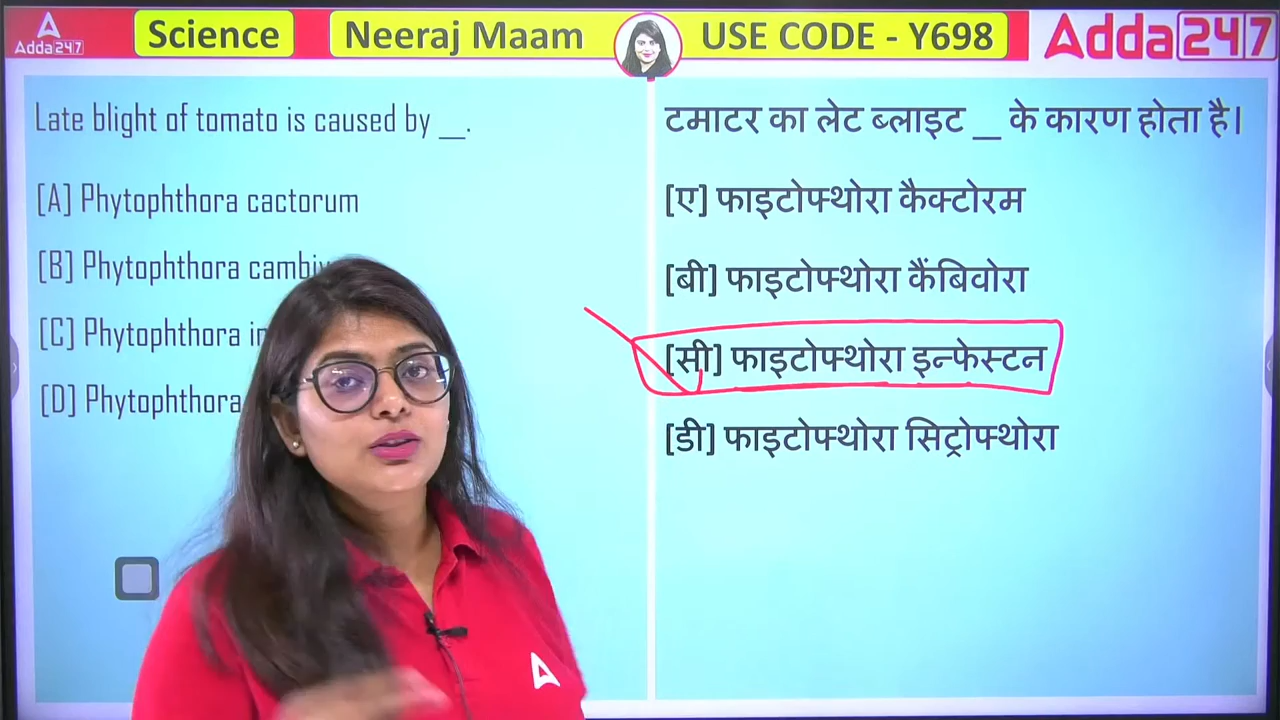 Adda247
Science
Neeraj Maam
USE CODE - Y698
Adda247
Late blight of tomato is caused by __.
[A] Phytophthora cactorum
[B] Phytophthora
[C] Phytophthora
[D] Phytophthora
टमाटर का लेट ब्लाइट __ के कारण होता है।
[ए] फाइटोफ्थोरा कैक्टोरम
[बी] फाइटोफ्थोरा कैंबिवोरा
[सी] फाइटोफ्थोरा इन्फेस्टन
[डी] फाइटोफ्थोरा सिट्रोफ्थोरा